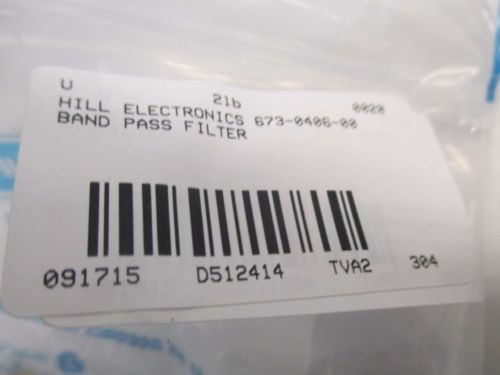 U 21b 0020
HILL ELECTRONICS 673-0406-00
BAND PASS FILTER
091715 D512414 TVA2 304